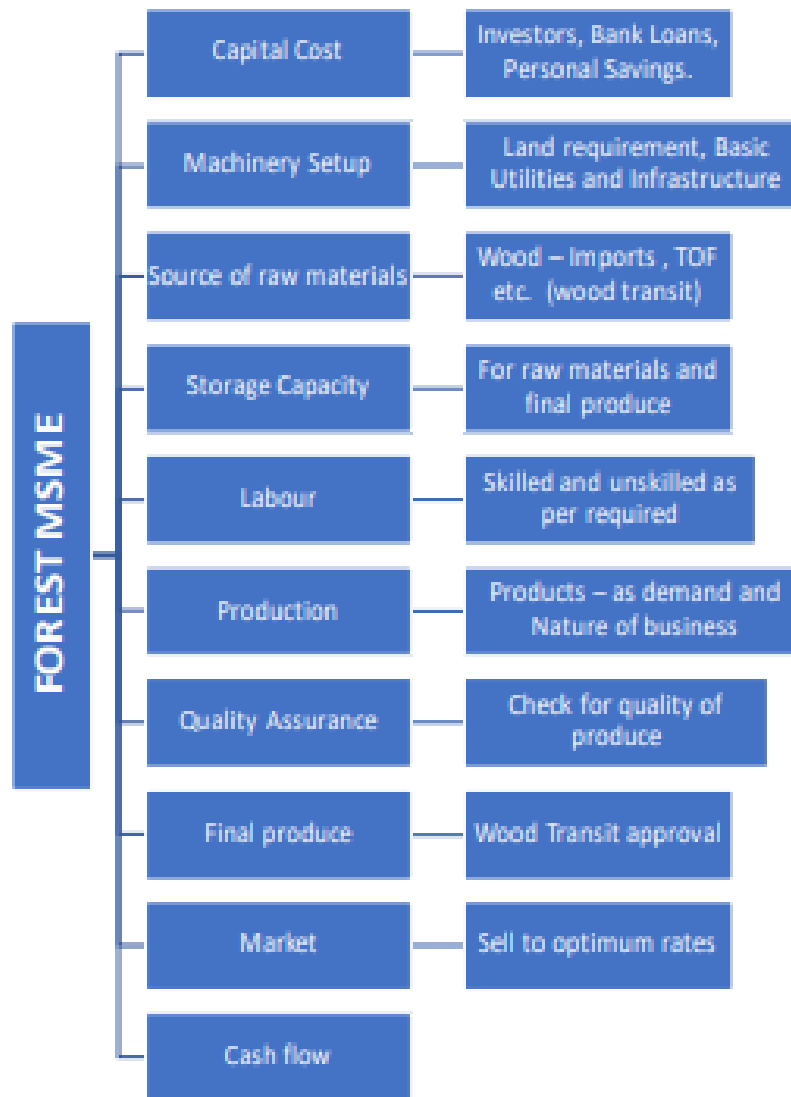 FOREST MSME
Capital Cost
Investors, Bank Loans,
Personal Savings.
Machinery Setup
Land requirement, Basic
Utilities and Infrastructure
Source of raw materials
Wood – Imports , TOF
etc. (wood transit)
Storage Capacity
For raw materials and
final produce
Labour
Skilled and unskilled as
per required
Production
Products – as demand and
Nature of business
Quality Assurance
Check for quality of
produce
Final produce
Wood Transit approval
Market
Sell to optimum rates
Cash flow